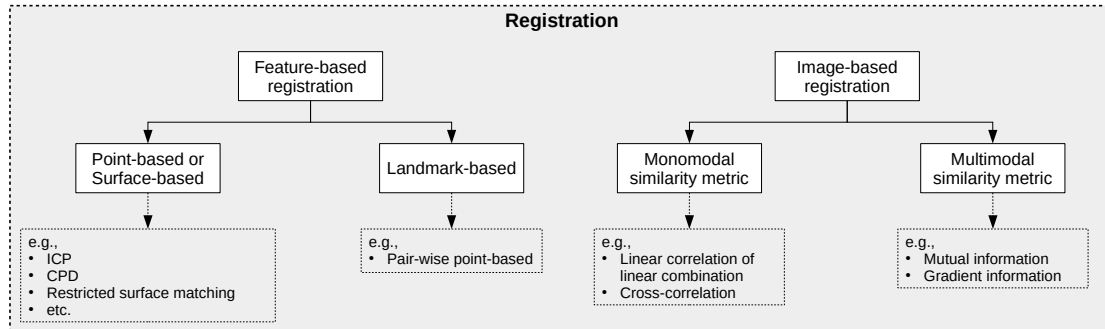 Registration
Feature-based
registration
Image-based
registration
Point-based or
Surface-based
Landmark-based
Monomodal
similarity metric
Multimodal
similarity metric
e.g.,
• ICP
• CPD
• Restricted surface matching
• etc.
e.g.,
• Pair-wise point-based
e.g.,
• Linear correlation of
linear combination
• Cross-correlation
e.g.,
• Mutual information
• Gradient information